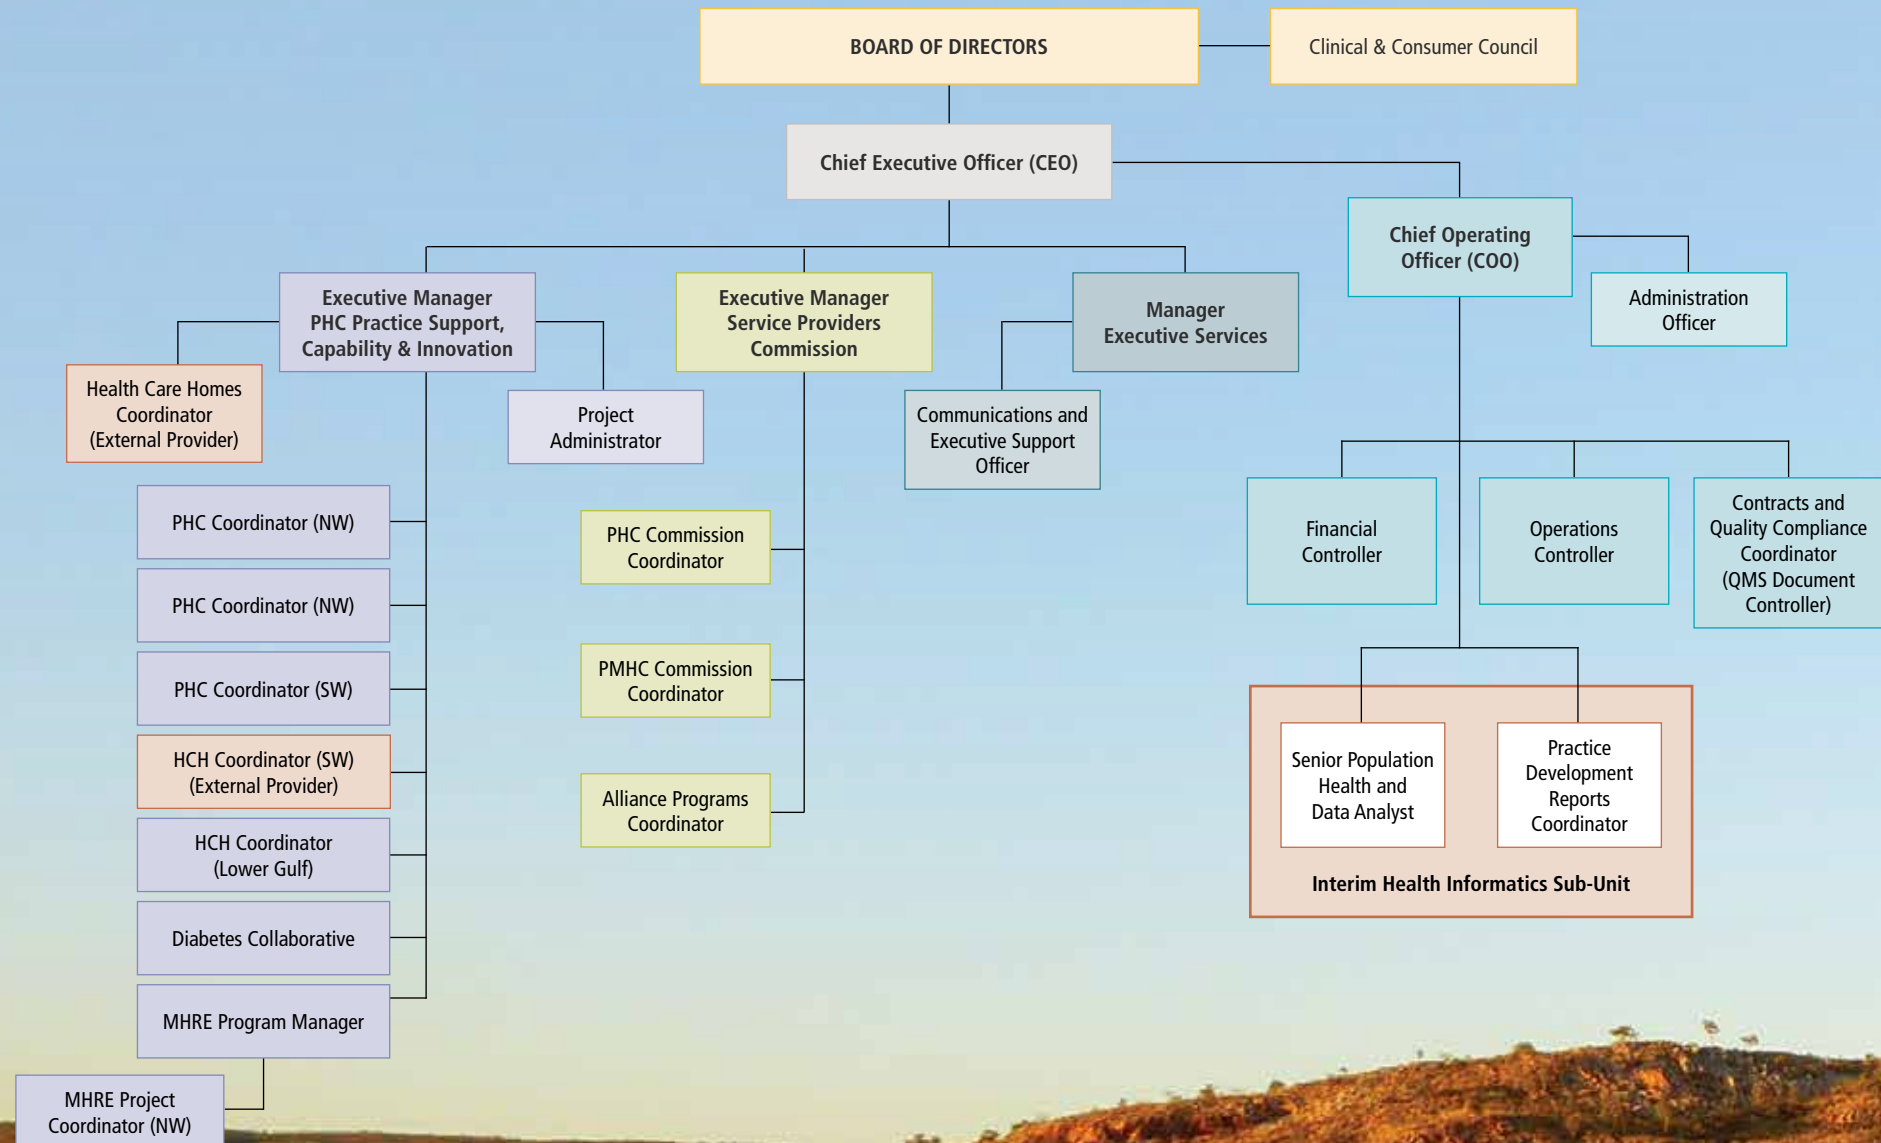 BOARD OF DIRECTORS
Clinical & Consumer Council
Chief Executive Officer (CEO)
Chief Operating
Officer (COO)
Administration
Officer
Executive Manager
PHC Practice Support,
Capability & Innovation
Executive Manager
Service Providers
Commission
Manager
Executive Services
Health Care Homes
Coordinator
(External Provider)
Project
Administrator
Communications and
Executive Support
Officer
PHC Coordinator (NW)
PHC Coordinator (NW)
PHC Coordinator (SW)
HCH Coordinator (SW)
(External Provider)
HCH Coordinator
(Lower Gulf)
Diabetes Collaborative
MHRE Program Manager
MHRE Project
Coordinator (NW)
PHC Commission
Coordinator
PMHC Commission
Coordinator
Alliance Programs
Coordinator
Financial
Controller
Operations
Controller
Contracts and
Quality Compliance
Coordinator
(QMS Document
Controller)
Senior Population
Health and
Data Analyst
Practice
Development
Reports
Coordinator
Interim Health Informatics Sub-Unit